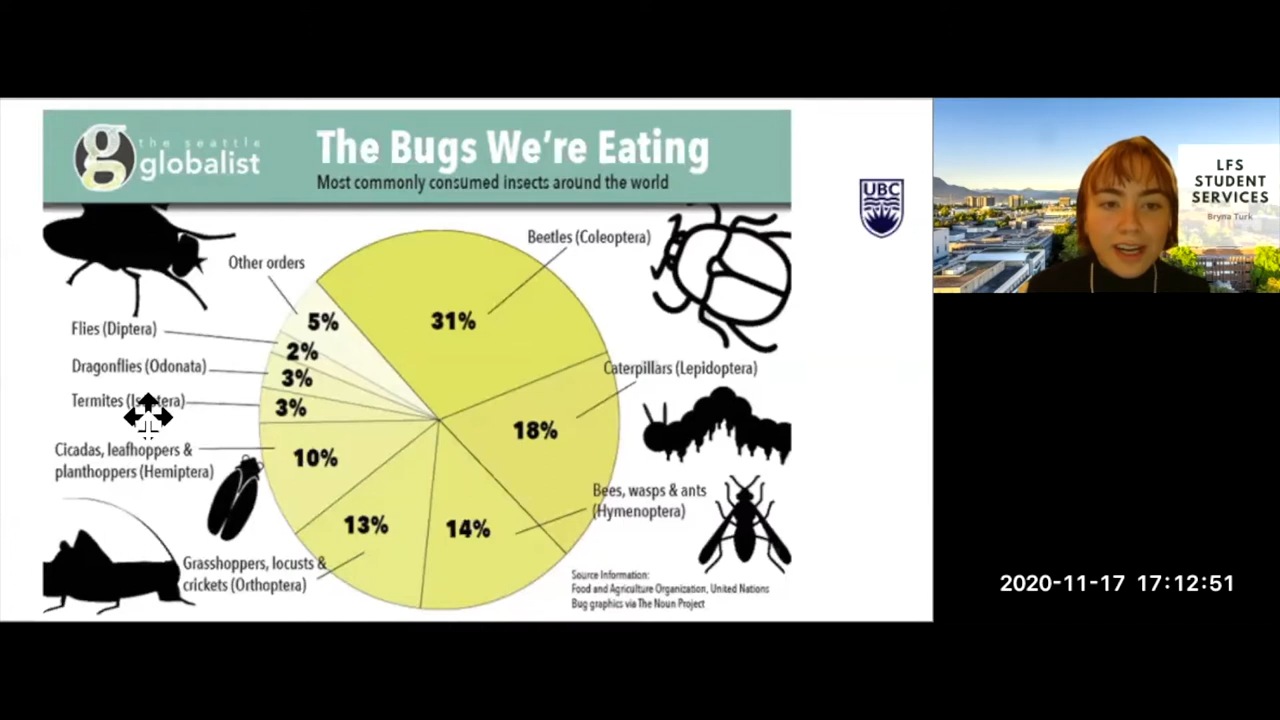 the seattle
globalist
The Bugs We're Eating
Most commonly consumed insects around the world
UBC
LFS
STUDENT
SERVICES
Bryna Turk
Beetles (Coleoptera)
Other orders
31%
5%
Flies (Diptera)
2%
Dragonflies (Odonata)
3%
Caterpillars (Lepidoptera)
Termites
3%
18%
Cicadas, leafhoppers &
planthoppers (Hemiptera)
10%
Bees, wasps & ants
(Hymenoptera)
13%
14%
Grasshoppers, locusts &
crickets (Orthoptera)
Source Information:
Food and Agriculture Organization, United Nations
Bug graphics via The Noun Project
2020-11-17 17:12:51